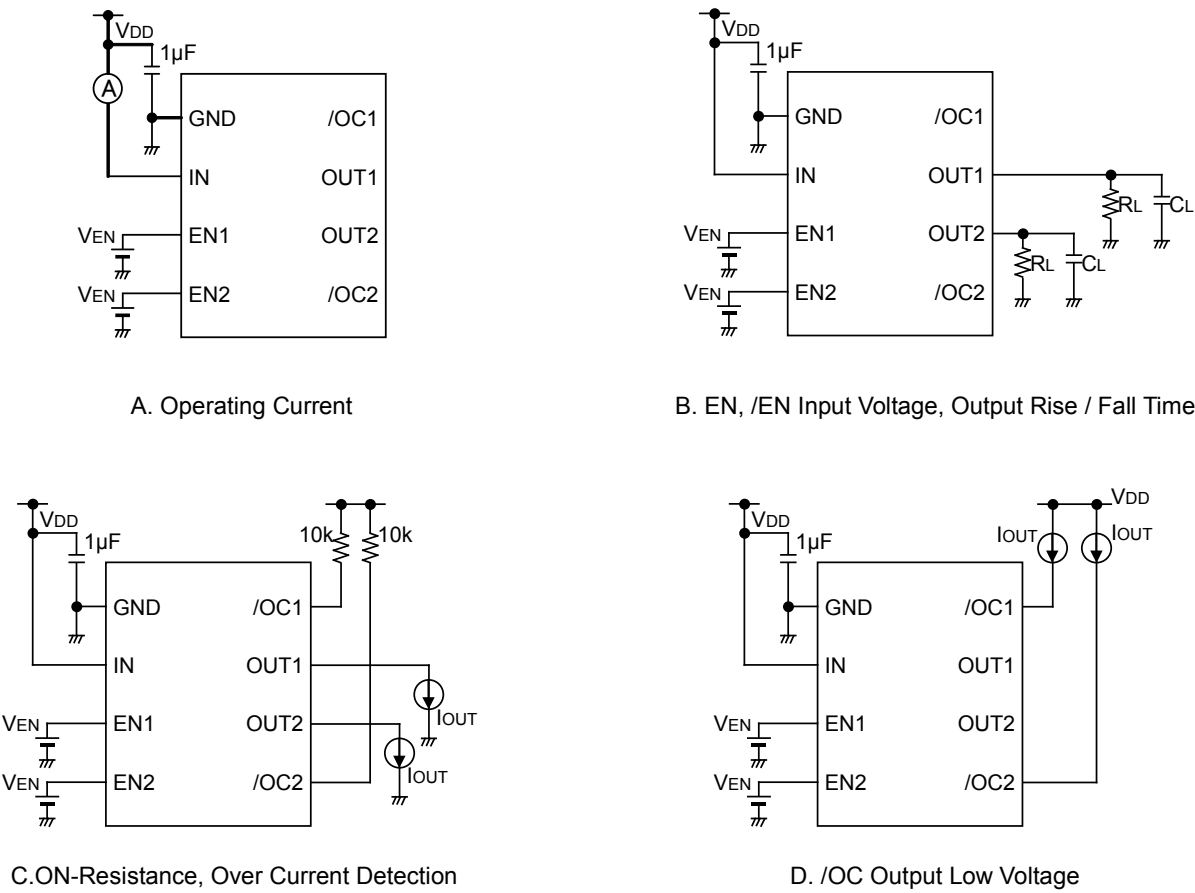 VDD
1µF
A
GND /OC1
IN OUT1
VEN EN1 OUT2
VEN EN2 /OC2
A. Operating Current
VDD
1µF
GND /OC1
IN OUT1
RL CL
VEN EN1 OUT2
RL CL
VEN EN2 /OC2
B. EN, /EN Input Voltage, Output Rise / Fall Time
VDD
1µF
10k 10k
GND /OC1
IN OUT1
IOUT
VEN EN1 OUT2
IOUT
VEN EN2 /OC2
C.ON-Resistance, Over Current Detection
VDD
VDD
1µF
IOUT IOUT
GND /OC1
IN OUT1
VEN EN1 OUT2
VEN EN2 /OC2
D. /OC Output Low Voltage